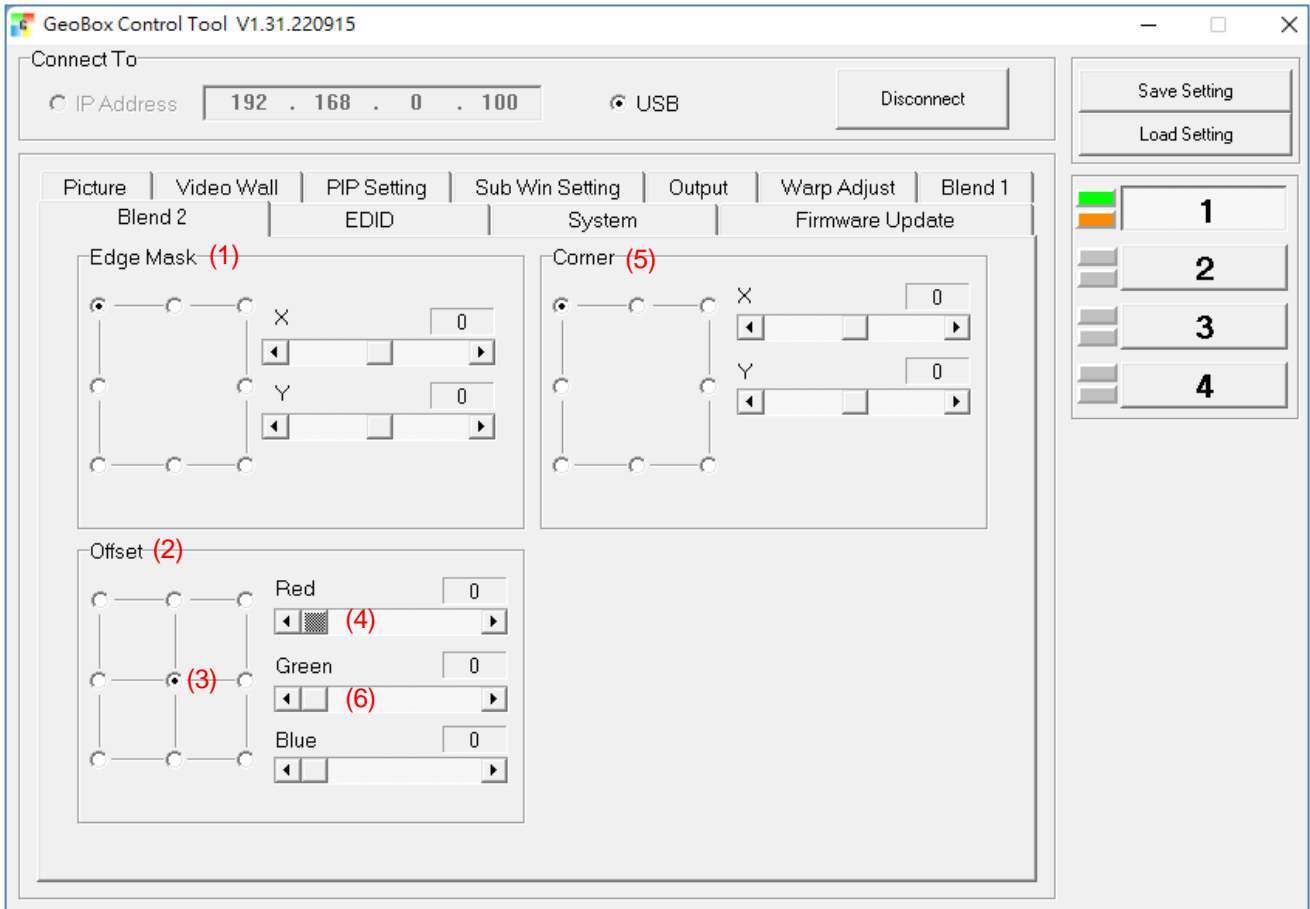 GeoBox Control Tool V1.31.220915
Connect To
IP Address 192 . 168 . 0 . 100 USB Disconnect
Save Setting
Load Setting
Picture Video Wall PIP Setting Sub Win Setting Output Warp Adjust Blend 1
Blend 2 EDID System Firmware Update
1
2
3
4
Edge Mask (1)
X 0
Y 0
Corner (5)
X 0
Y 0
Offset (2)
(3)
Red 0
(4)
Green 0
(6)
Blue 0